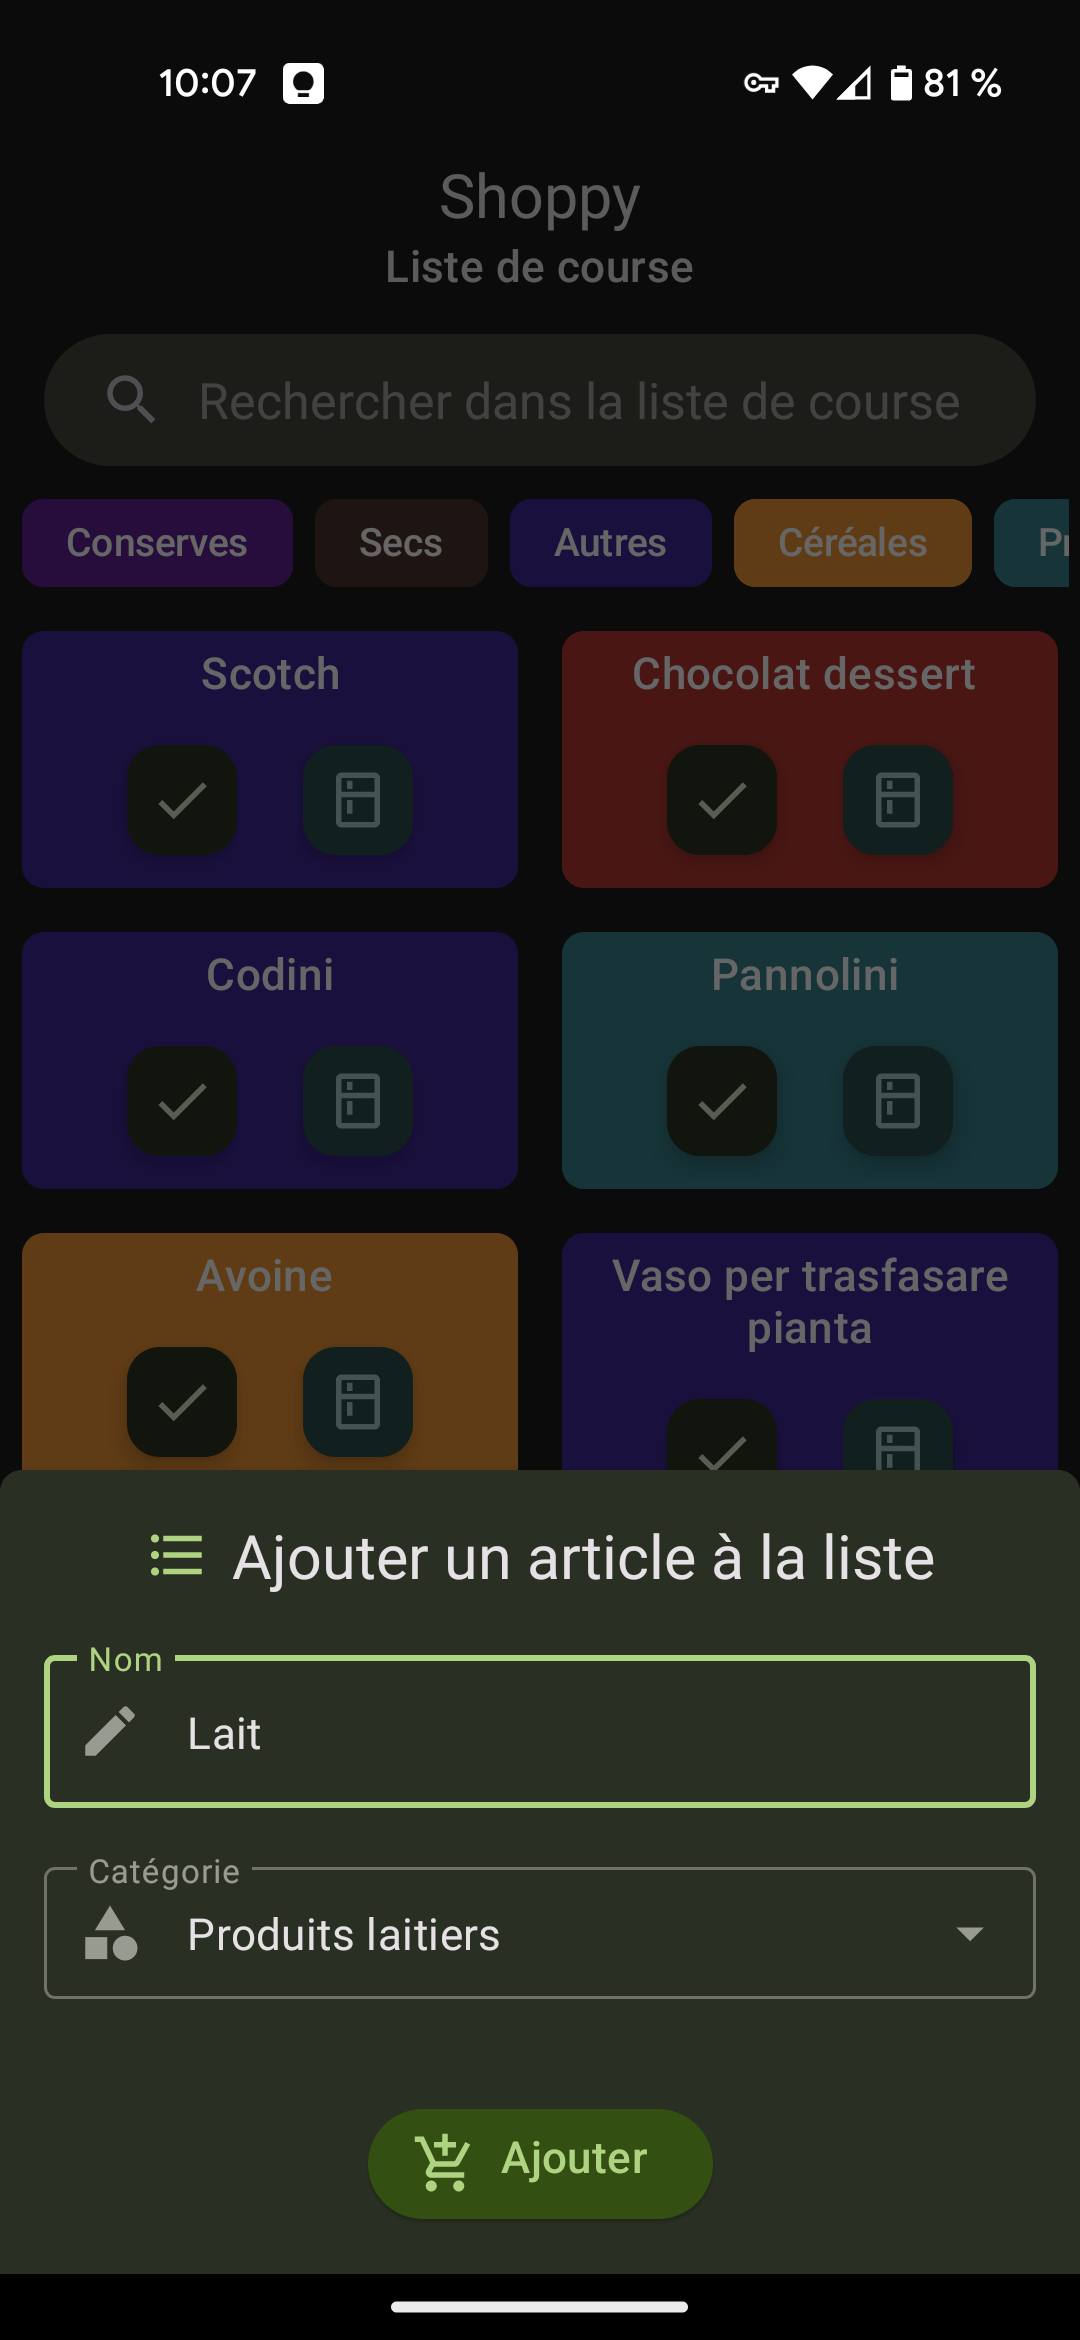 10:07
81 %
Shoppy
Liste de course
Rechercher dans la liste de course
Conserves
Secs
Autres
Céréales
Scotch
Chocolat dessert
Codini
Pannolini
Avoine
Vaso per trasfasare
pianta
Ajouter un article à la liste
Nom
Lait
Catégorie
Produits laitiers
Ajouter